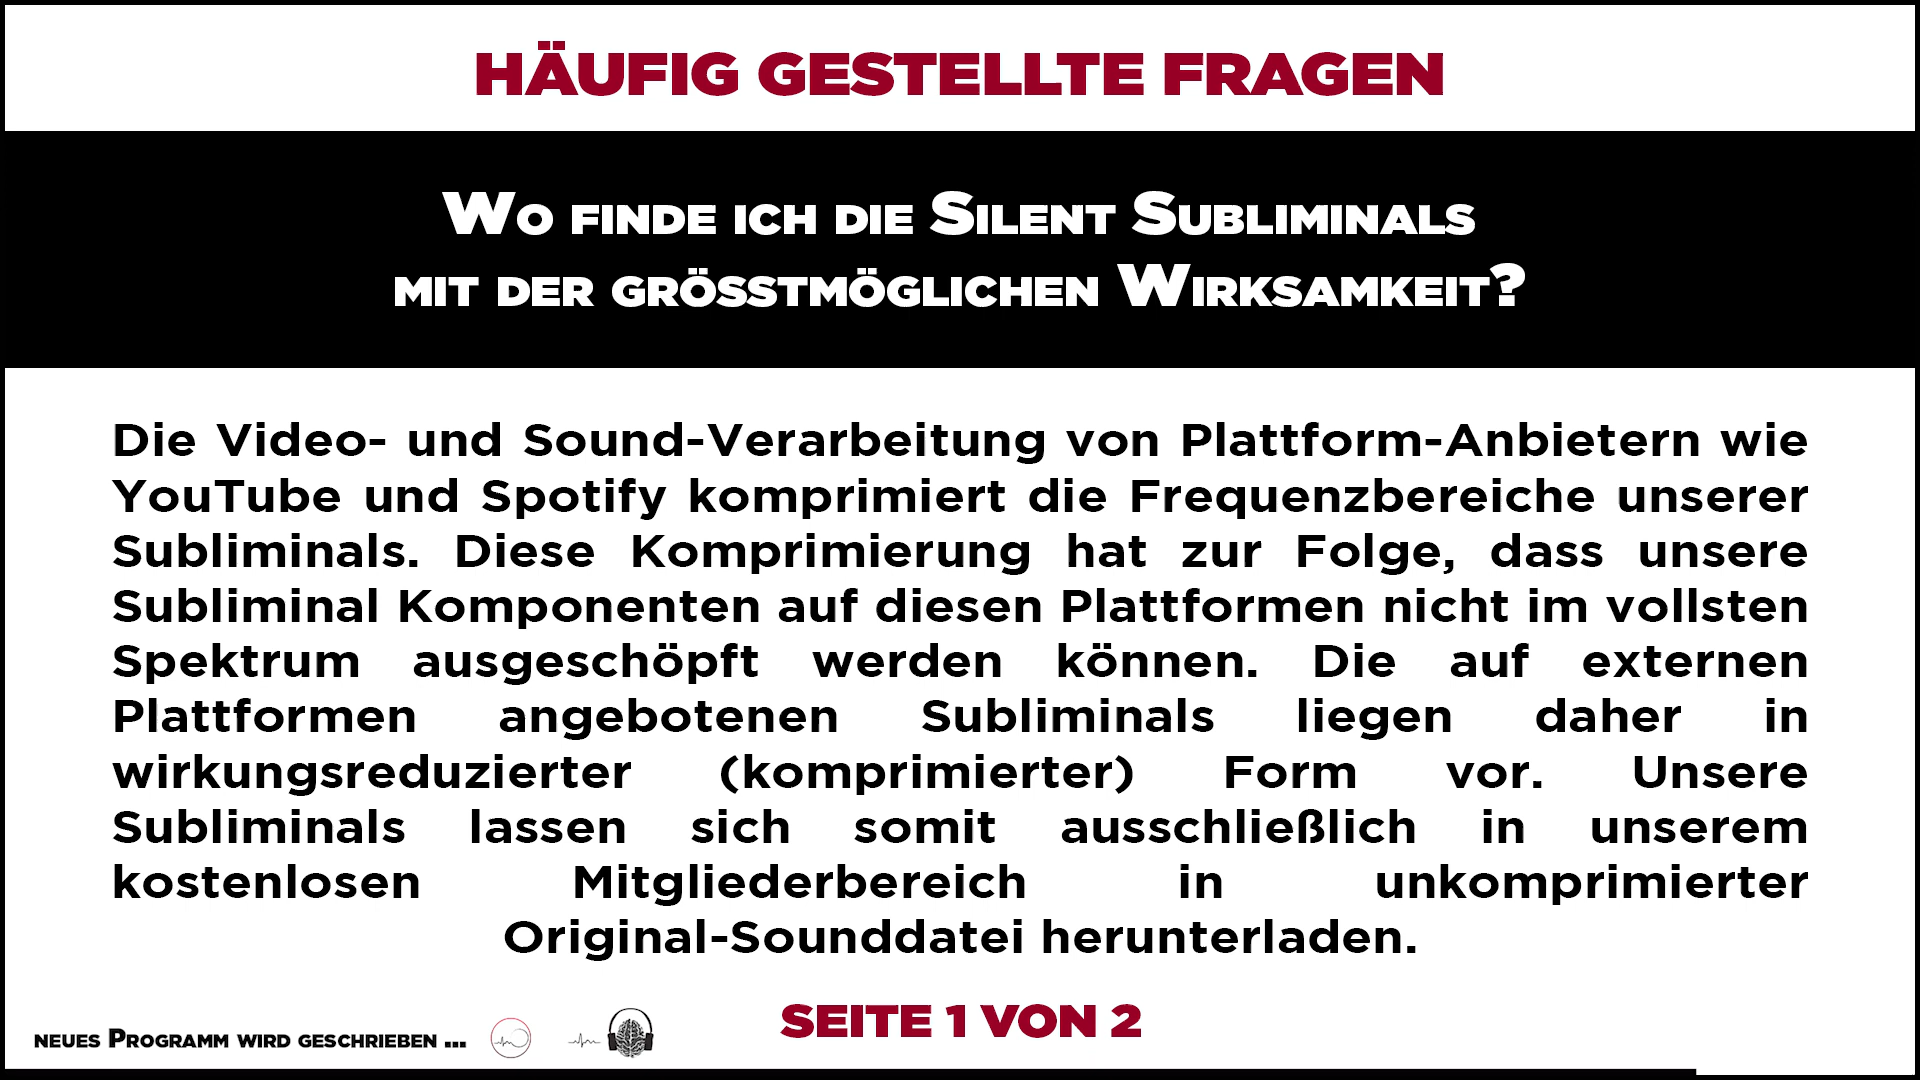 HÄUFIG GESTELLTE FRAGEN
Wo finde ich die Silent Subliminals
mit der grösstmöglichen Wirksamkeit?
Die Video- und Sound-Verarbeitung von Plattform-Anbietern wie
YouTube und Spotify komprimiert die Frequenzbereiche unserer
Subliminals. Diese Komprimierung hat zur Folge, dass unsere
Subliminal Komponenten auf diesen Plattformen nicht im vollsten
Spektrum ausgeschöpft werden können. Die auf externen
Plattformen angebotenen Subliminals liegen daher in
wirkungsreduzierter (komprimierter) Form vor. Unsere
Subliminals lassen sich somit ausschließlich in unserem
kostenlosen Mitgliederbereich in unkomprimierter
Original-Sounddatei herunterladen.
SEITE 1 VON 2
neues Programm wird geschrieben ...